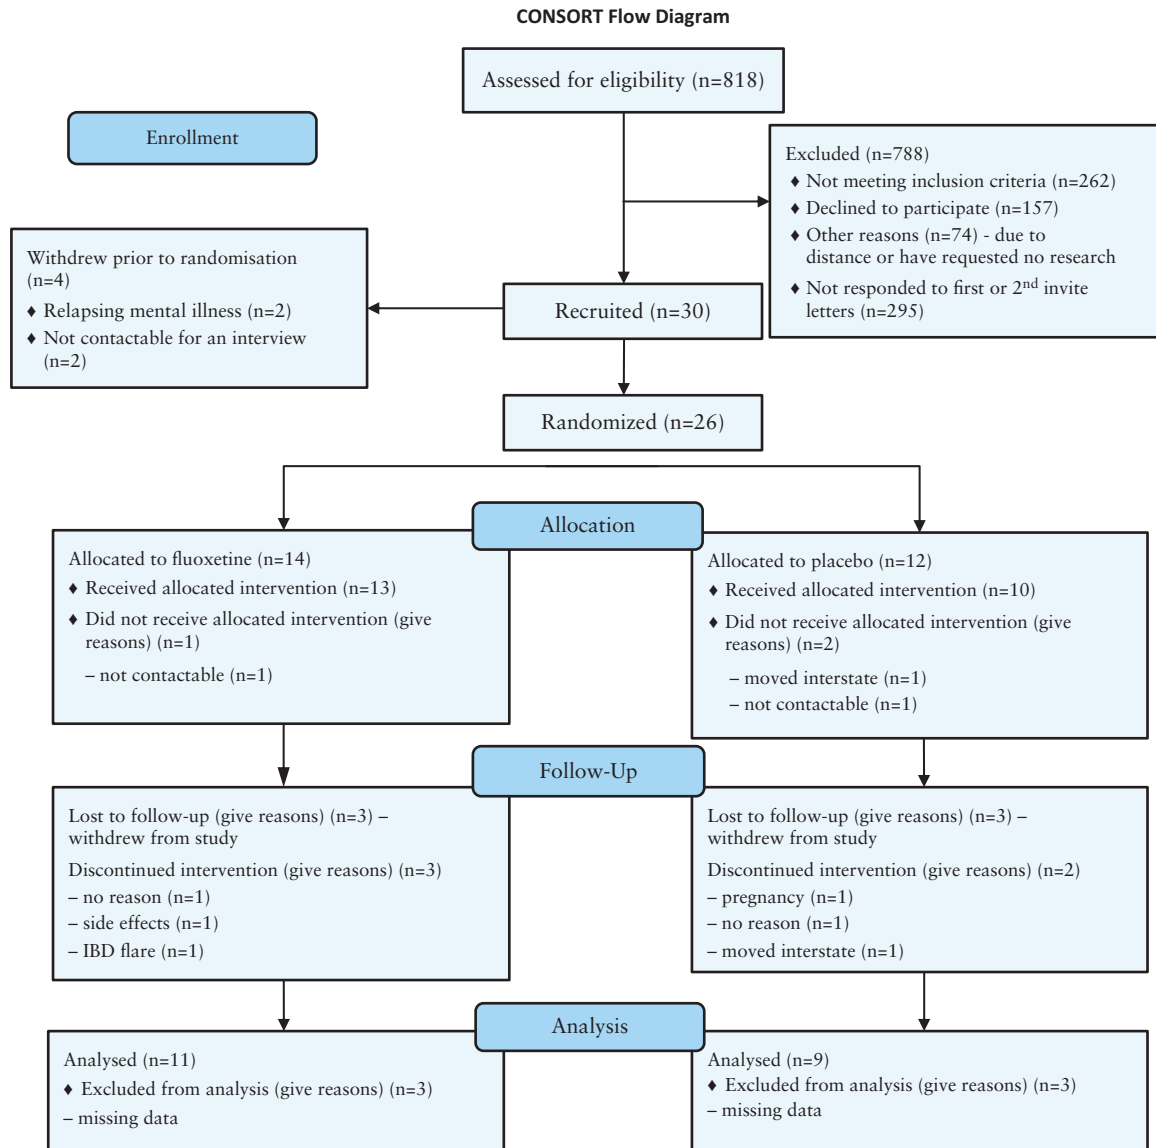 CONSORT Flow Diagram
Assessed for eligibility (n=818)
Enrollment
Excluded (n=788)
♦ Not meeting inclusion criteria (n=262)
♦ Declined to participate (n=157)
♦ Other reasons (n=74) - due to
distance or have requested no research
♦ Not responded to first or 2nd invite
letters (n=295)
Withdrew prior to randomisation
(n=4)
♦ Relapsing mental illness (n=2)
♦ Not contactable for an interview
(n=2)
Recruited (n=30)
Randomized (n=26)
Allocation
Allocated to fluoxetine (n=14)
♦ Received allocated intervention (n=13)
♦ Did not receive allocated intervention (give
reasons) (n=1)
– not contactable (n=1)
Allocated to placebo (n=12)
♦ Received allocated intervention (n=10)
♦ Did not receive allocated intervention (give
reasons) (n=2)
– moved interstate (n=1)
– not contactable (n=1)
Follow-Up
Lost to follow-up (give reasons) (n=3) –
withdrew from study
Discontinued intervention (give reasons) (n=3)
– no reason (n=1)
– side effects (n=1)
– IBD flare (n=1)
Lost to follow-up (give reasons) (n=3) –
withdrew from study
Discontinued intervention (give reasons) (n=2)
– pregnancy (n=1)
– no reason (n=1)
– moved interstate (n=1)
Analysis
Analysed (n=11)
♦ Excluded from analysis (give reasons) (n=3)
– missing data
Analysed (n=9)
♦ Excluded from analysis (give reasons) (n=3)
– missing data